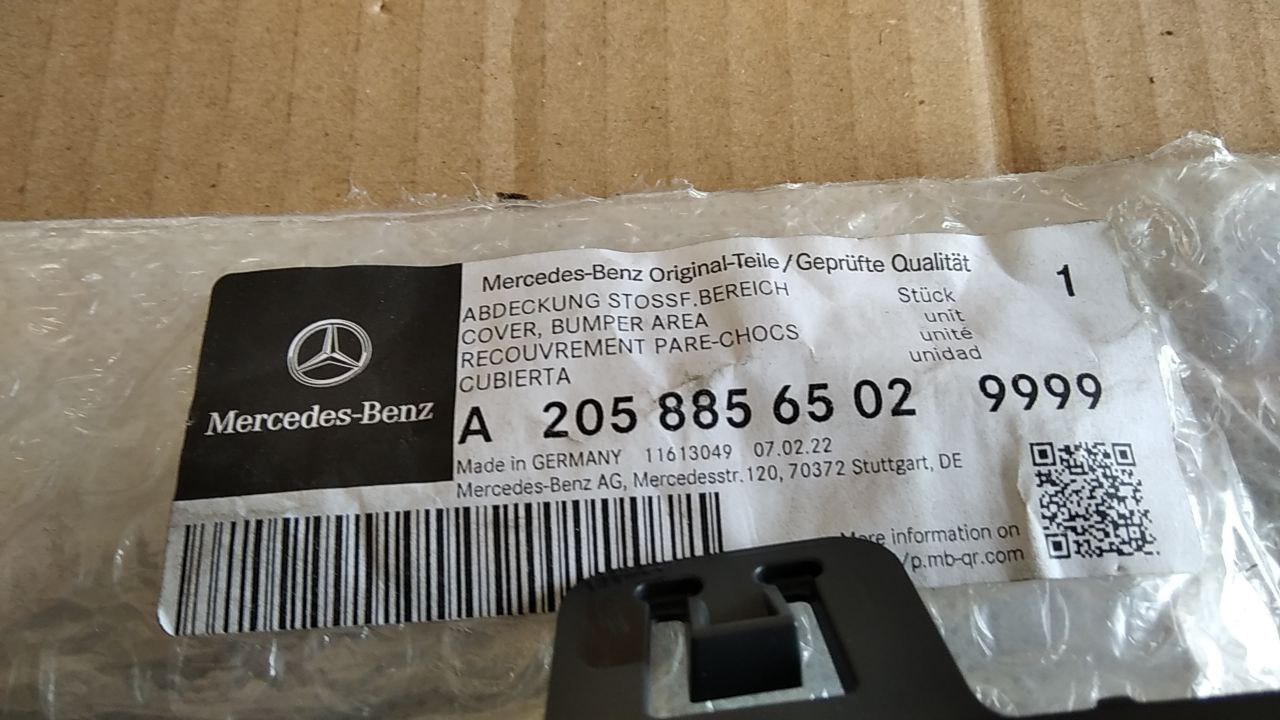 Mercedes-Benz
Mercedes-Benz Original-Teile/Geprüfte Qualität
ABDECKUNG STOSSF.BEREICH
COVER, BUMPER AREA
RECOUVREMENT PARE-CHOCS
CUBIERTA
Stück
unit
unité
unidad
1
A 205 885 65 02 9999
Made in GERMANY 11613049 07.02.22
Mercedes-Benz AG, Mercedesstr.120, 70372 Stuttgart, DE
More information on
/p.mb-qr.com